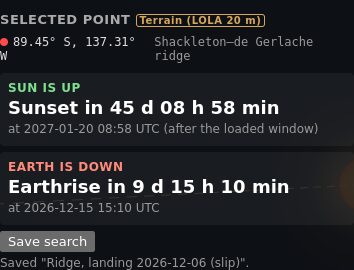 SELECTED POINT Terrain (LOLA 20 m)
89.45° S, 137.31° W
Shackleton–de Gerlache ridge
SUN IS UP
Sunset in 45 d 08 h 58 min
at 2027-01-20 08:58 UTC (after the loaded window)
EARTH IS DOWN
Earthrise in 9 d 15 h 10 min
at 2026-12-15 15:10 UTC
Save search
Saved "Ridge, landing 2026-12-06 (slip)".